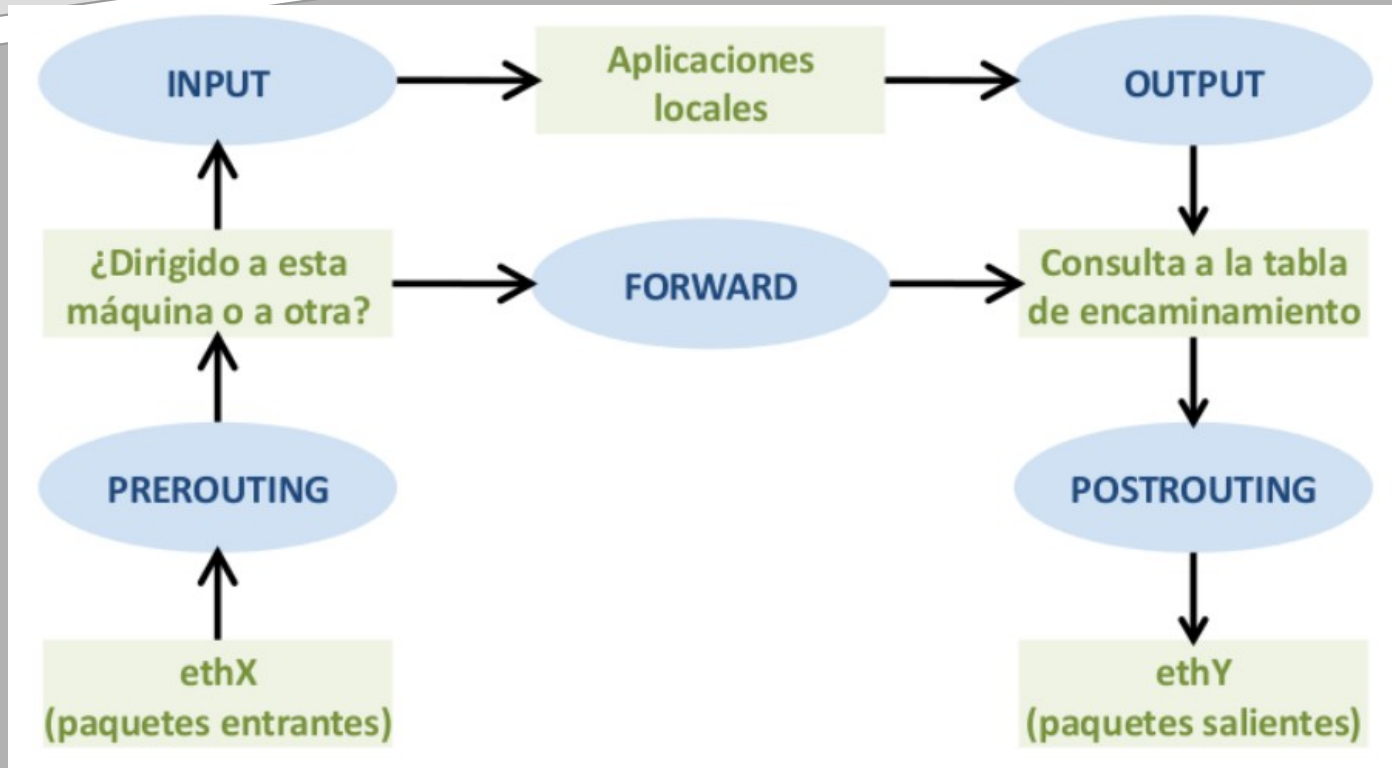 INPUT
Aplicaciones
locales
OUTPUT
¿Dirigido a esta
máquina o a otra?
FORWARD
Consulta a la tabla
de encaminamiento
PREROUTING
POSTROUTING
ethX
(paquetes entrantes)
ethY
(paquetes salientes)